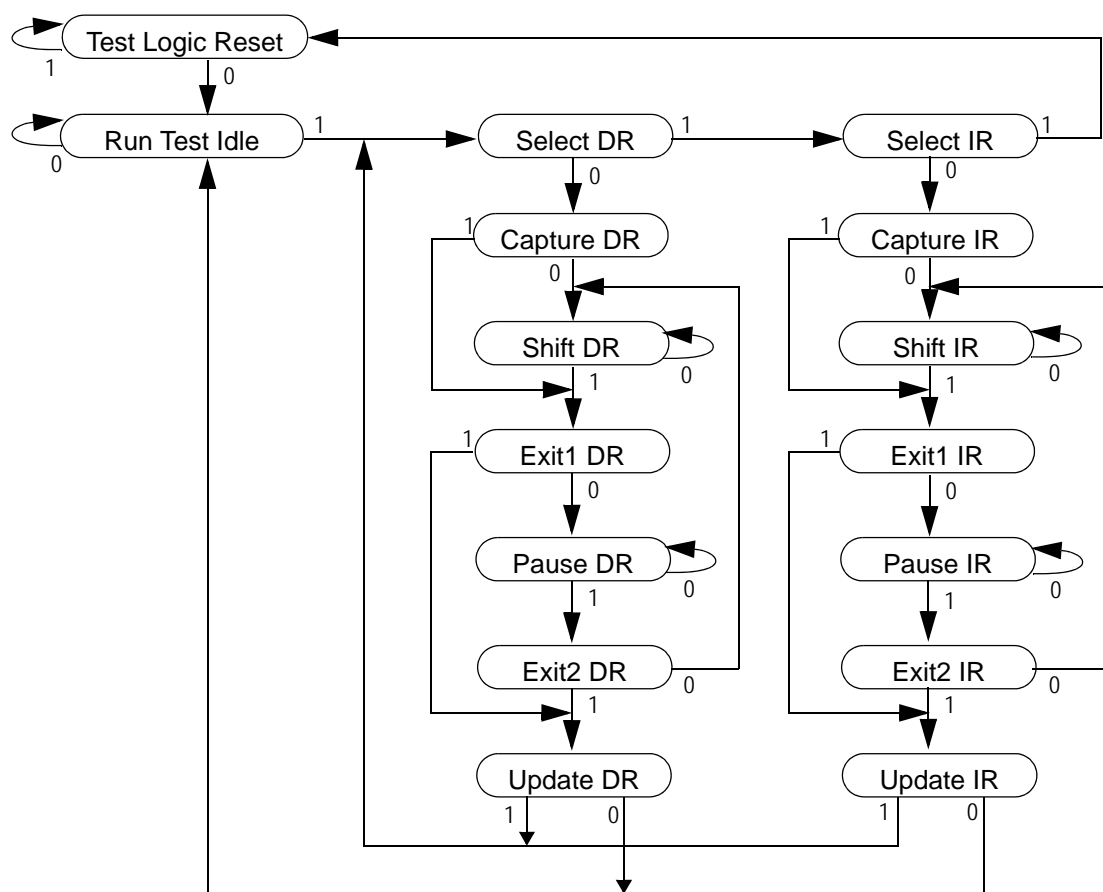 Test Logic Reset
1
0
Run Test Idle
1
Select DR
1
Select IR
1
0
0
0
1
Capture DR
1
Capture IR
0
0
Shift DR
Shift IR
0
0
1
1
1
Exit1 DR
1
Exit1 IR
0
0
Pause DR
Pause IR
0
0
1
1
Exit2 DR
Exit2 IR
0
0
1
1
Update DR
Update IR
1
0
1
0